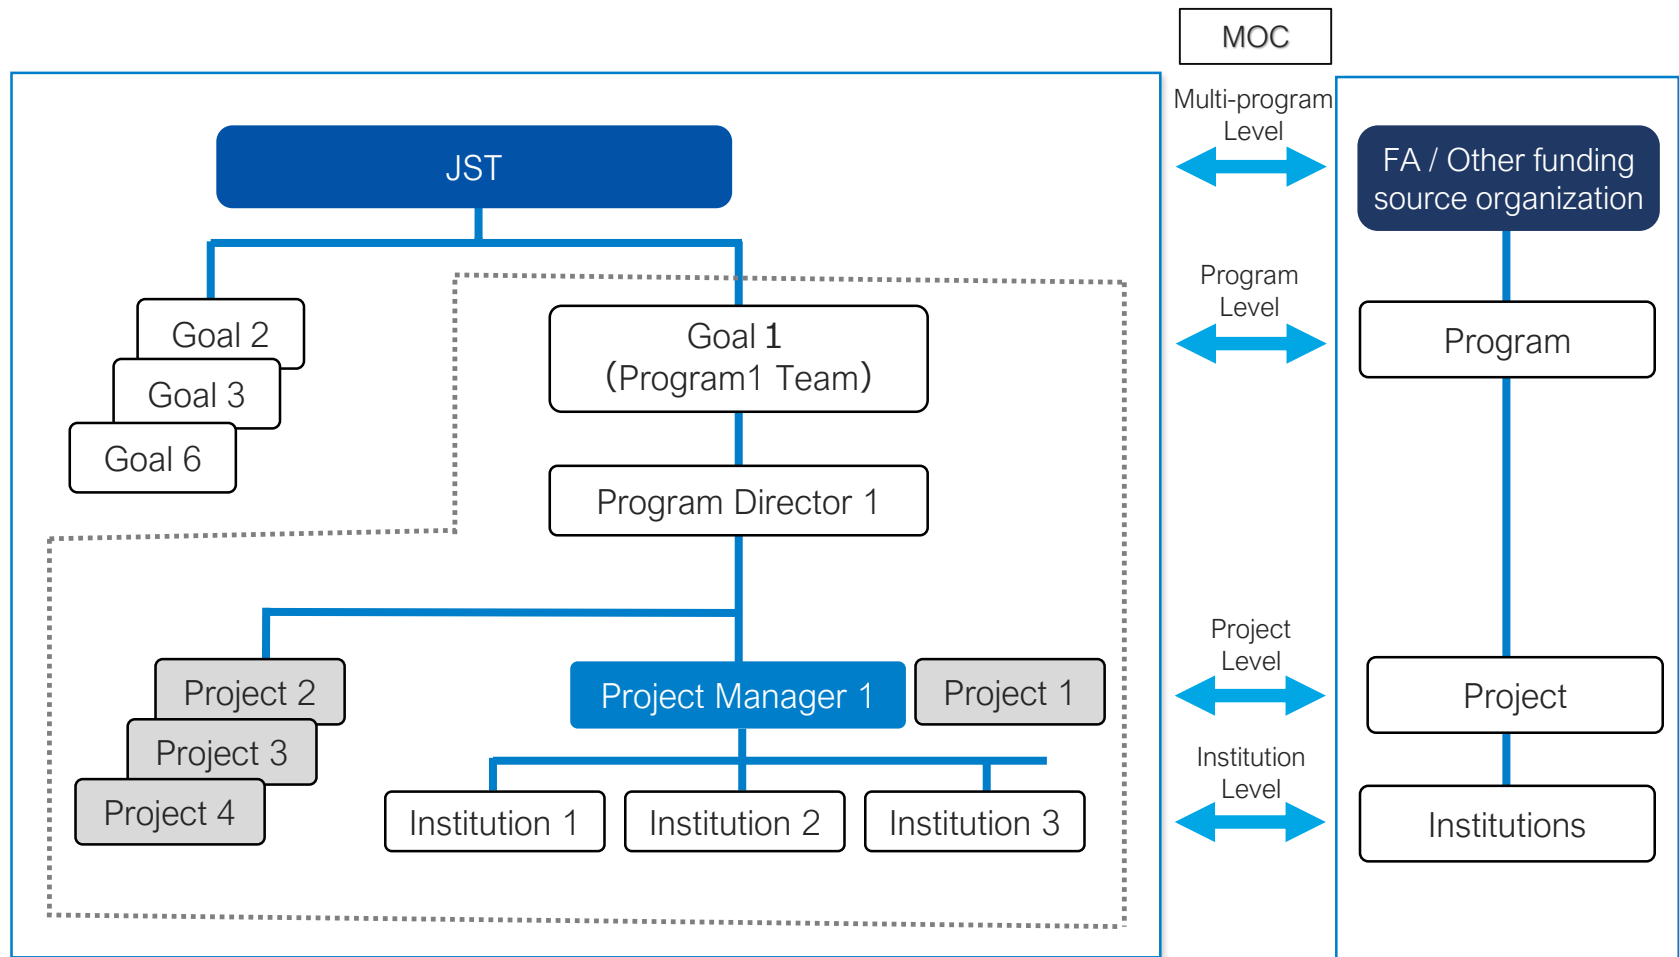 MOC
Multi-program
Level
JST
FA / Other funding
source organization
Program
Level
Goal 2
Goal 3
Goal 6
Goal 1
(Program1 Team)
Program
Program Director 1
Project
Level
Project 2
Project 3
Project 4
Project Manager 1
Project 1
Project
Institution
Level
Institution 1
Institution 2
Institution 3
Institutions